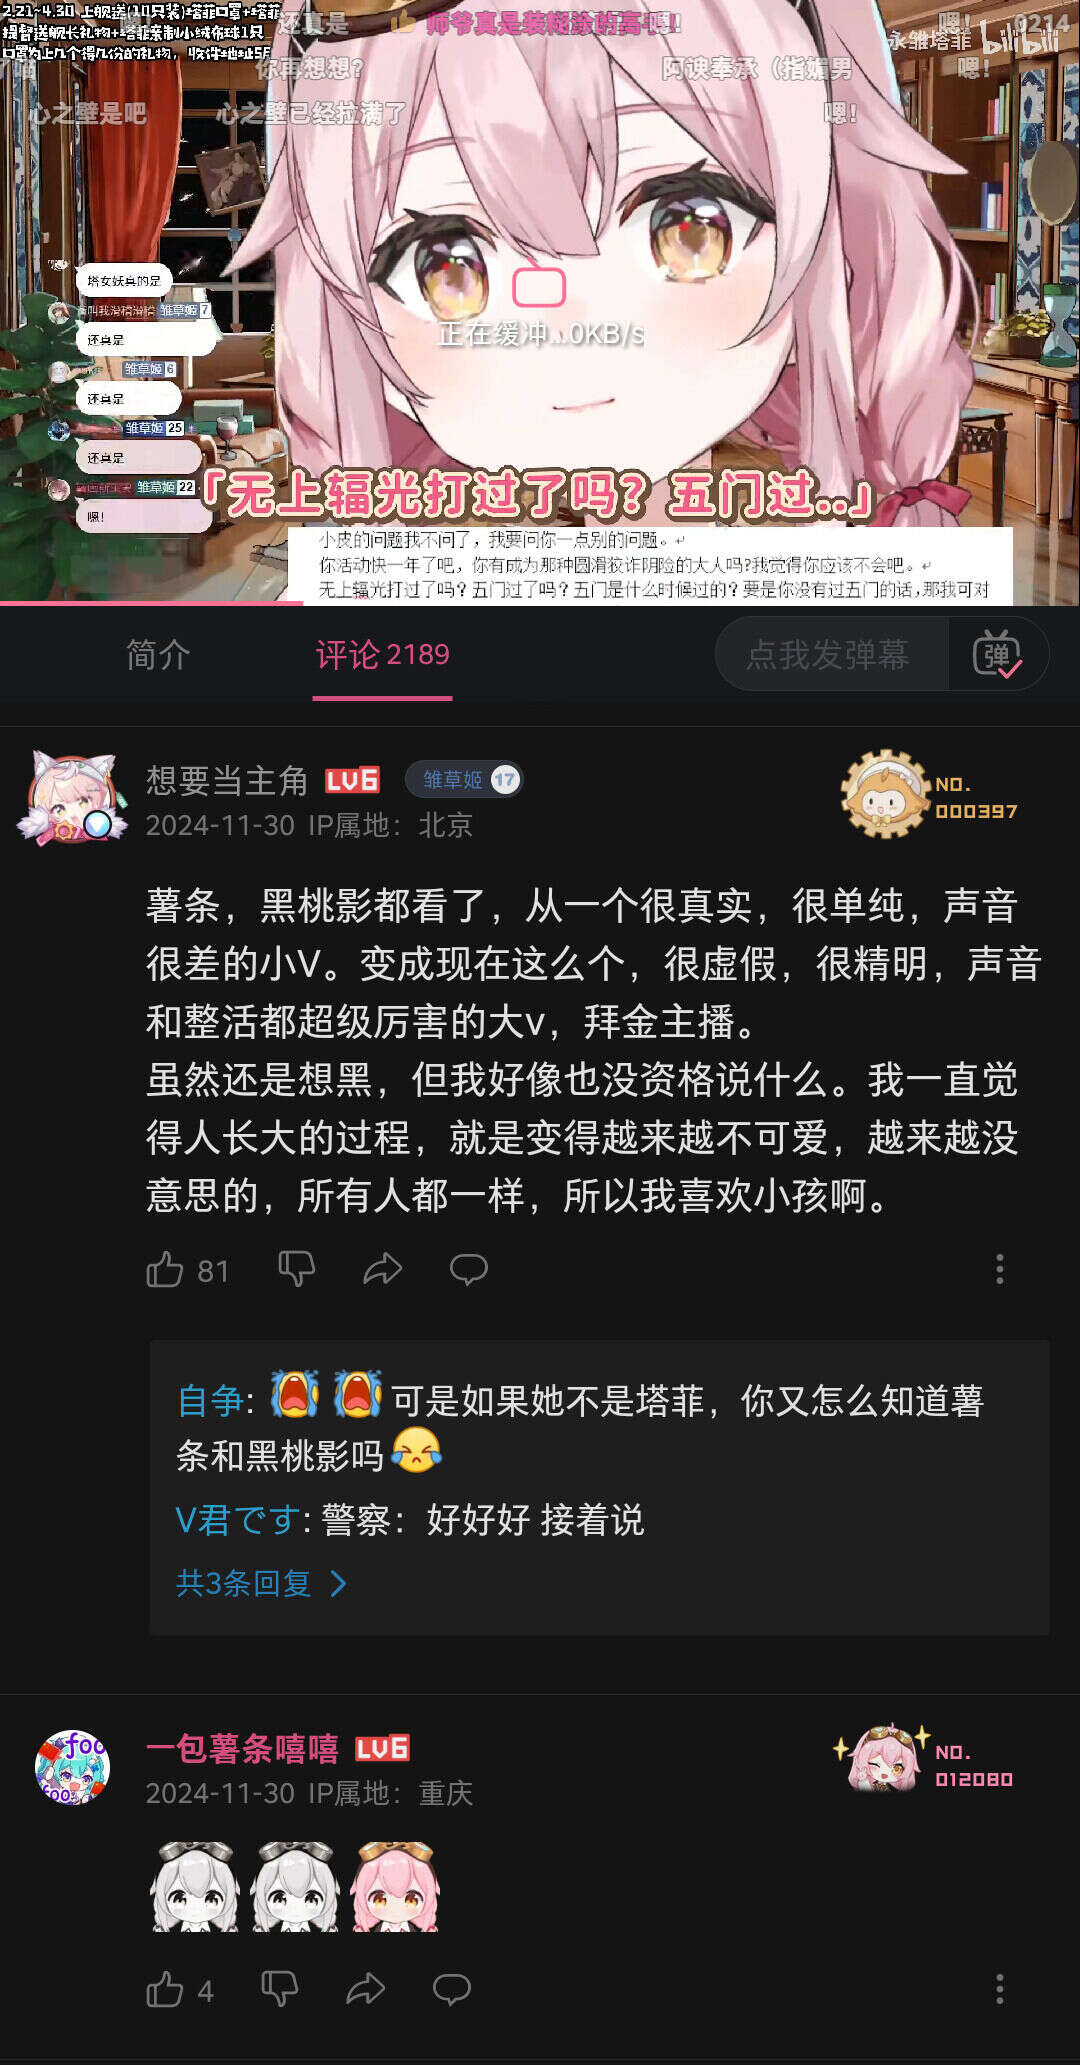 2.21~4.30 上舰送(10只装)塔菲口罩+塔菲
提督送舰长礼物+塔菲亲制小绒布球1只
口罩为上几个得几份的礼物，收件地址5月
还真是
师爷真是装糊涂的高手
嗯！
嗯！
0214
永雏塔菲
bilibili
你再想想?
阿谀奉承（指媚男
嗯！
心之壁是吧
心之壁已经拉满了
嗯！
塔女妖真的是
雏草姬 7
还真是
雏草姬 6
还真是
雏草姬 25
还真是
雏草姬 22
嗯！
正在缓冲...0KB/s
「无上辐光打过了吗？五门过..」
小皮的问题我不问了，我要问你一点别的问题。
你活动快一年了吧，你有成为那种圆滑狡诈阴险的大人吗?我觉得你应该不会吧。
无上辐光打过了吗？五门过了吗？五门是什么时候过的？要是你没有过五门的话，那我可对
简介
评论 2189
点我发弹幕
弹
想要当主角 LV6 雏草姬 17
2024-11-30 IP属地：北京
NO.
000397
薯条，黑桃影都看了，从一个很真实，很单纯，声音
很差的小V。变成现在这么个，很虚假，很精明，声音
和整活都超级厉害的大v，拜金主播。
虽然还是想黑，但我好像也没资格说什么。我一直觉
得人长大的过程，就是变得越来越不可爱，越来越没
意思的，所有人都一样，所以我喜欢小孩啊。
81
自争: 😭😭可是如果她不是塔菲，你又怎么知道薯
条和黑桃影吗😂
V君です: 警察：好好好 接着说
共3条回复 >
foo
foo
一包薯条嘻嘻 LV6
2024-11-30 IP属地：重庆
NO.
012080
4